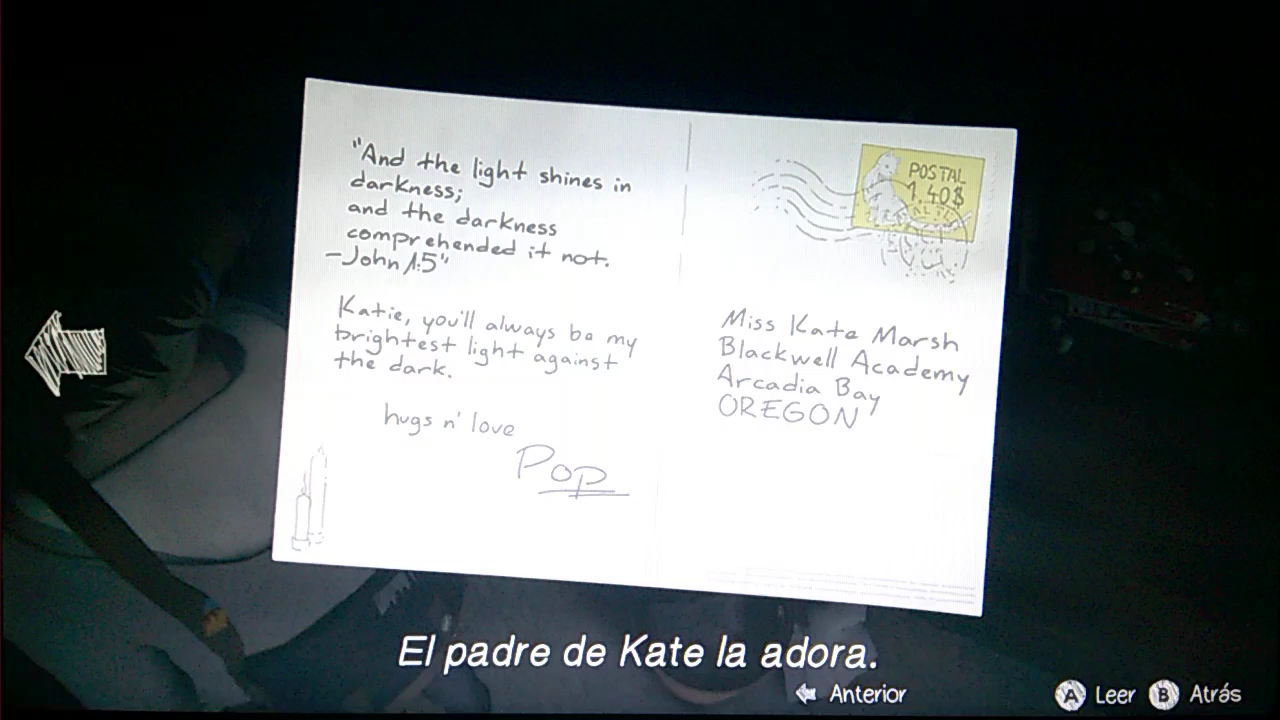 "And the light shines in
darkness;
and the darkness
comprehended it not.
-John 1:5"
Katie, you'll always be my
brightest light against
the dark.
hugs n' love
Pop
POSTAL
1.40$
Miss Kate Marsh
Blackwell Academy
Arcadia Bay
OREGON
El padre de Kate la adora.
Anterior
A Leer B Atrás